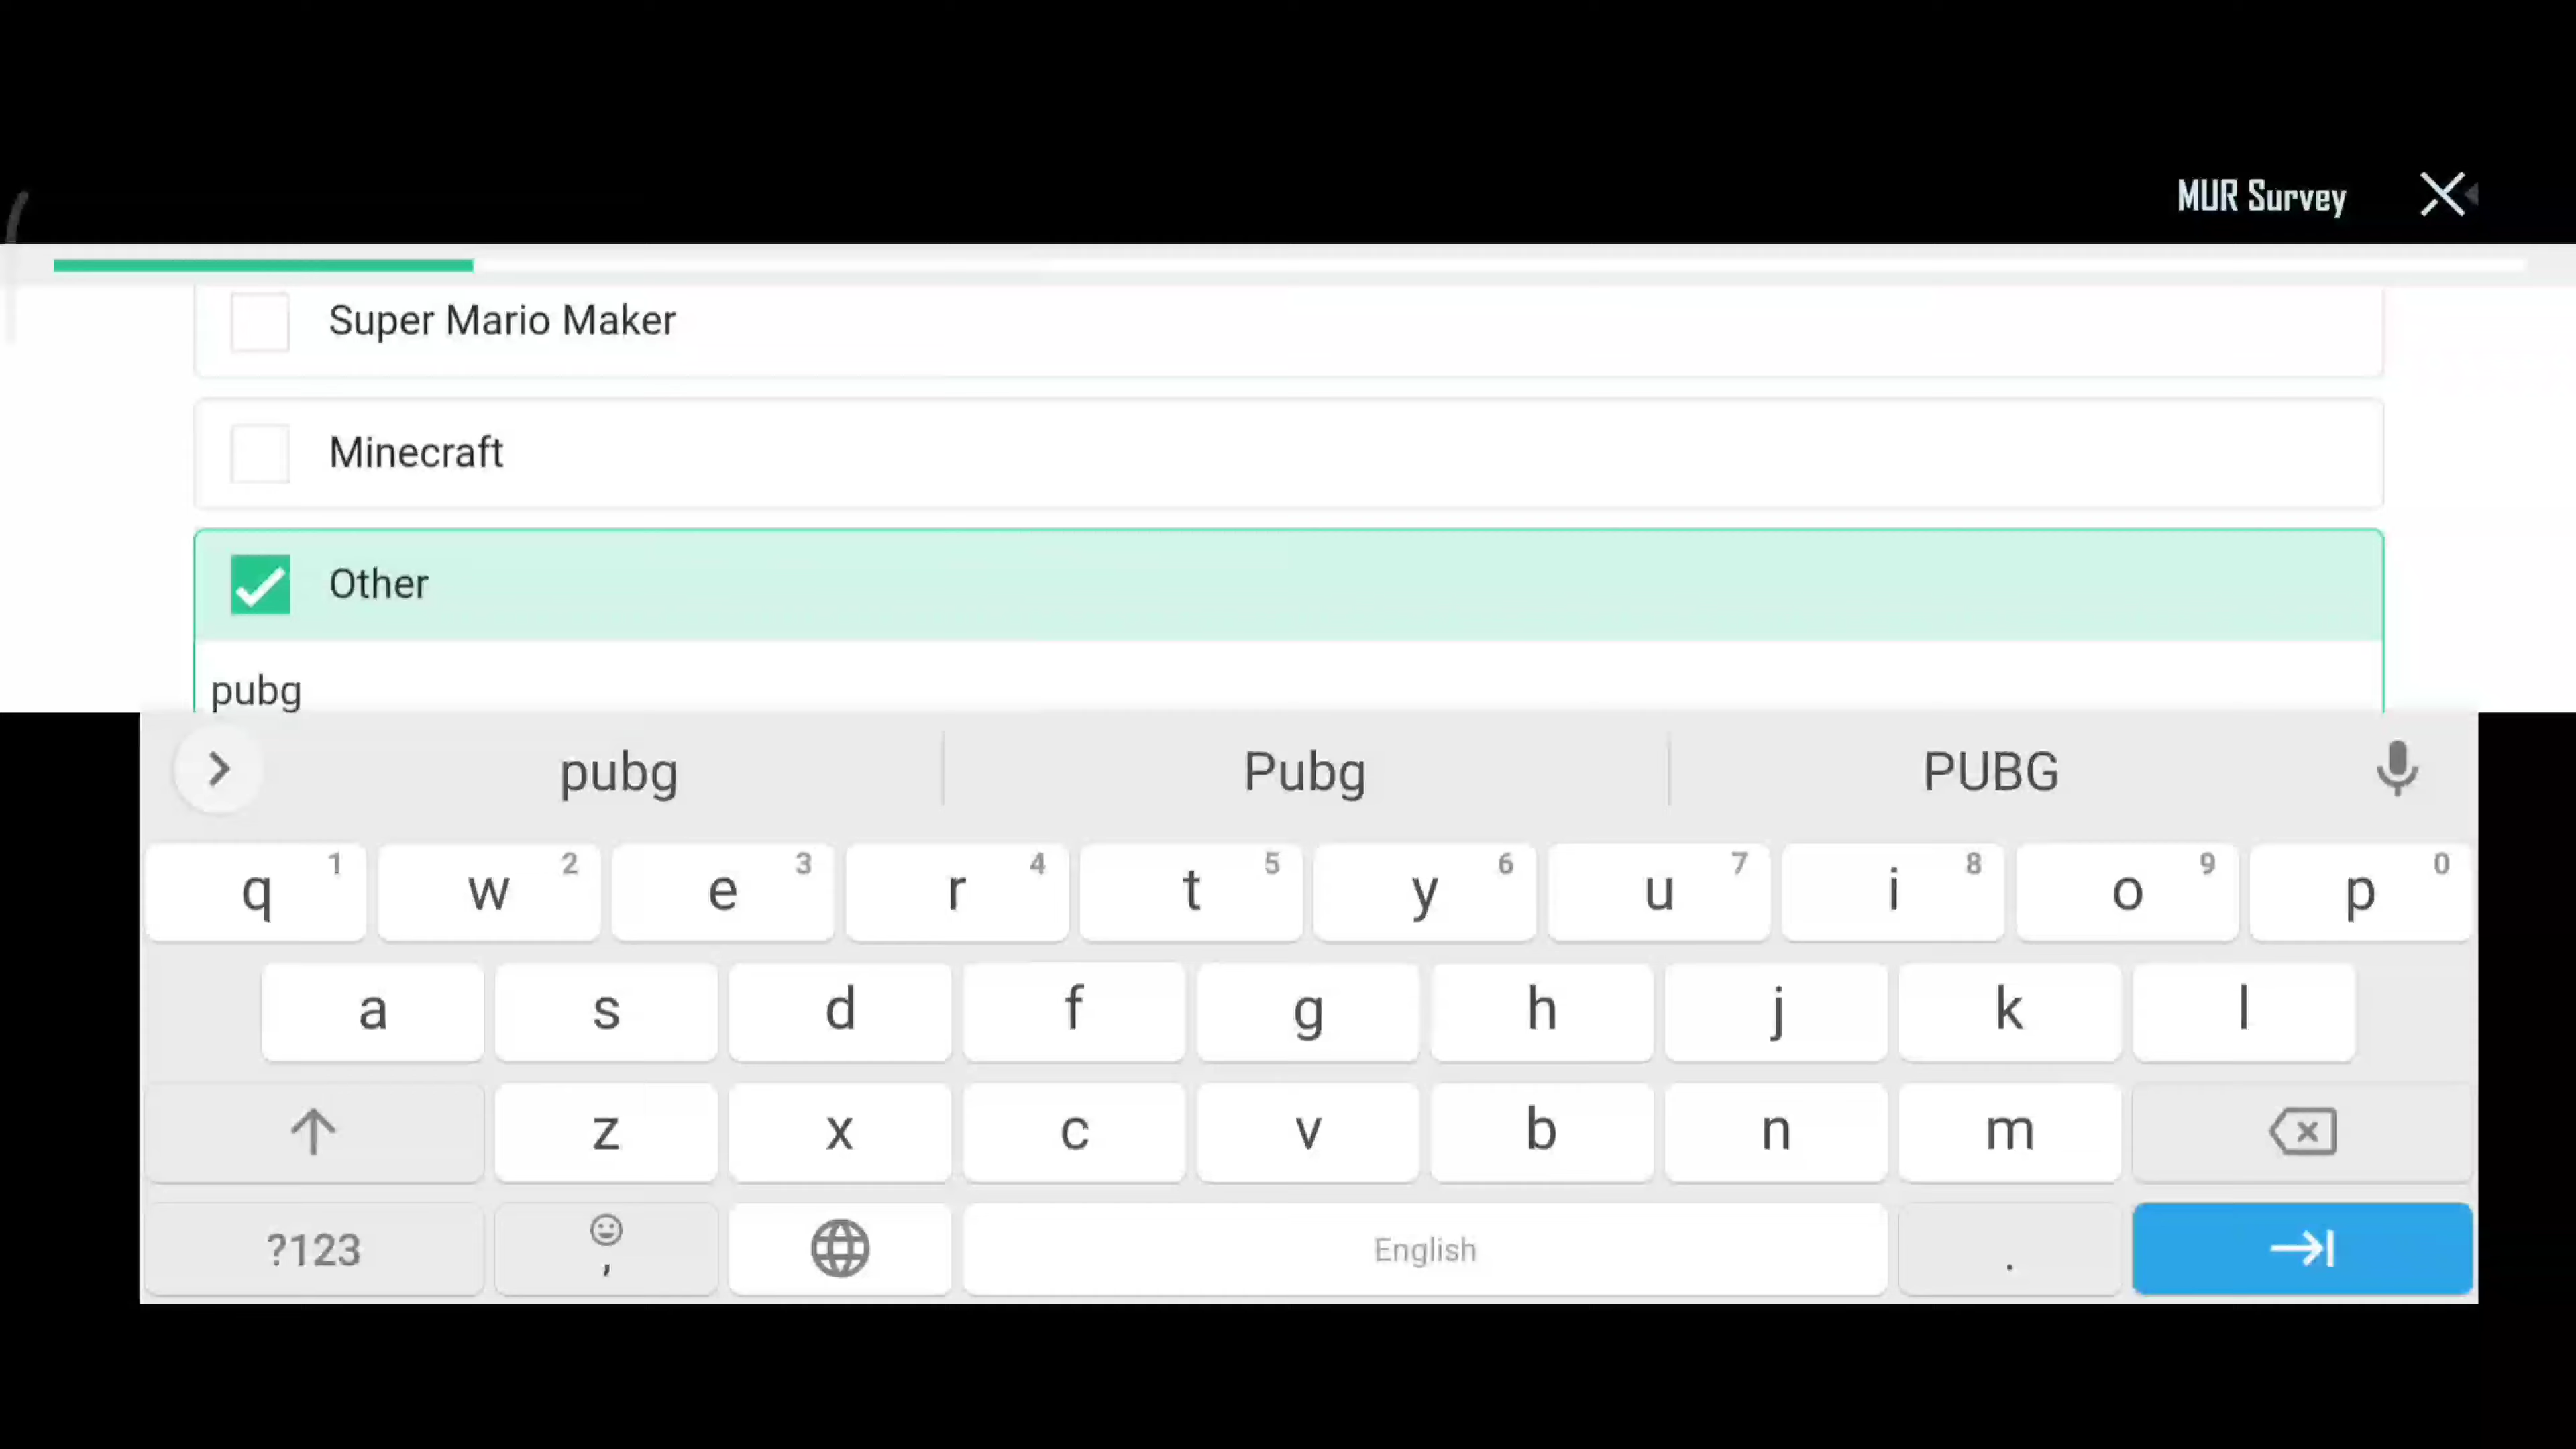 MUR Survey
Super Mario Maker
Minecraft
Other
pubg
pubg Pubg PUBG
q 1 w 2 e 3 r 4 t 5 y 6 u 7 i 8 o 9 p 0
a s d f g h j k l
z x c v b n m
?123 , English .